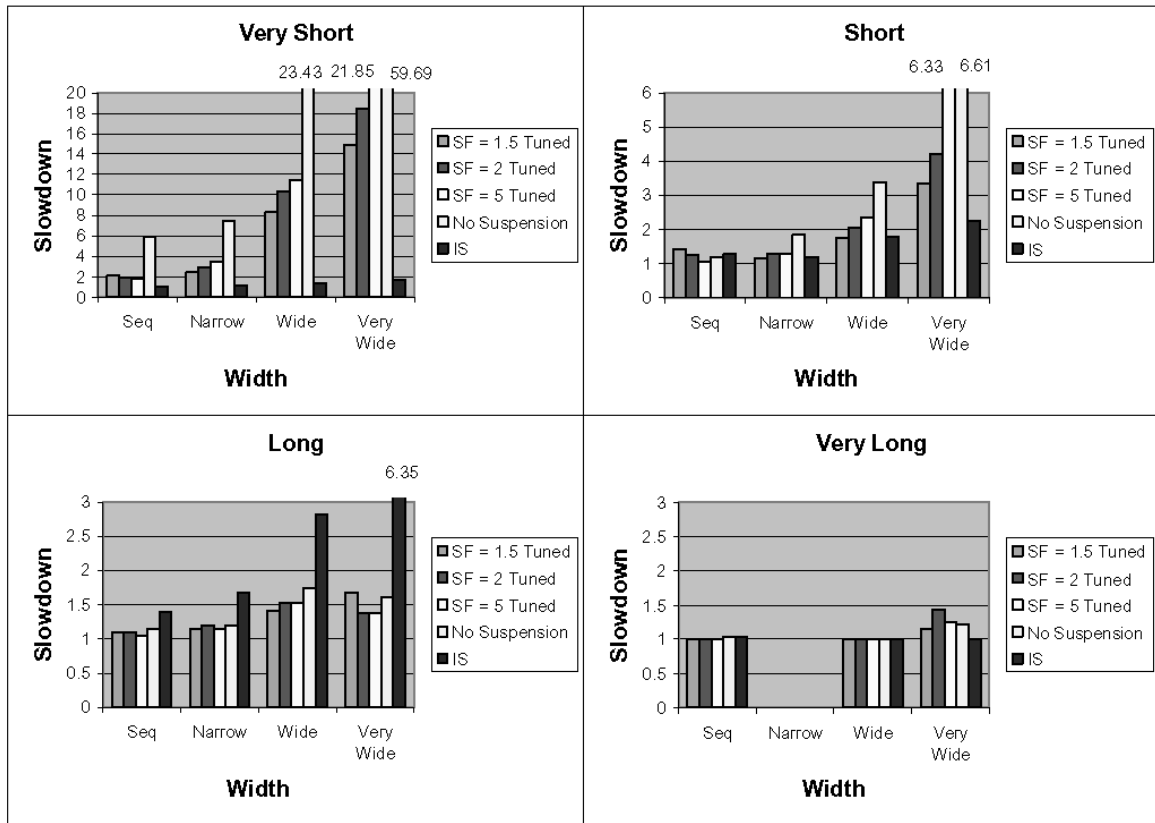 Very Short
23.43 21.85 59.69
20
18
16
14
12
10
8
6
4
2
0
Slowdown
Seq Narrow Wide Very Wide
Width
SF = 1.5 Tuned
SF = 2 Tuned
SF = 5 Tuned
No Suspension
IS
Short
6.33 6.61
6
5
4
3
2
1
0
Slowdown
Seq Narrow Wide Very Wide
Width
SF = 1.5 Tuned
SF = 2 Tuned
SF = 5 Tuned
No Suspension
IS
Long
6.35
3
2.5
2
1.5
1
0.5
0
Slowdown
Seq Narrow Wide Very Wide
Width
SF = 1.5 Tuned
SF = 2 Tuned
SF = 5 Tuned
No Suspension
IS
Very Long
3
2.5
2
1.5
1
0.5
0
Slowdown
Seq Narrow Wide Very Wide
Width
SF = 1.5 Tuned
SF = 2 Tuned
SF = 5 Tuned
No Suspension
IS